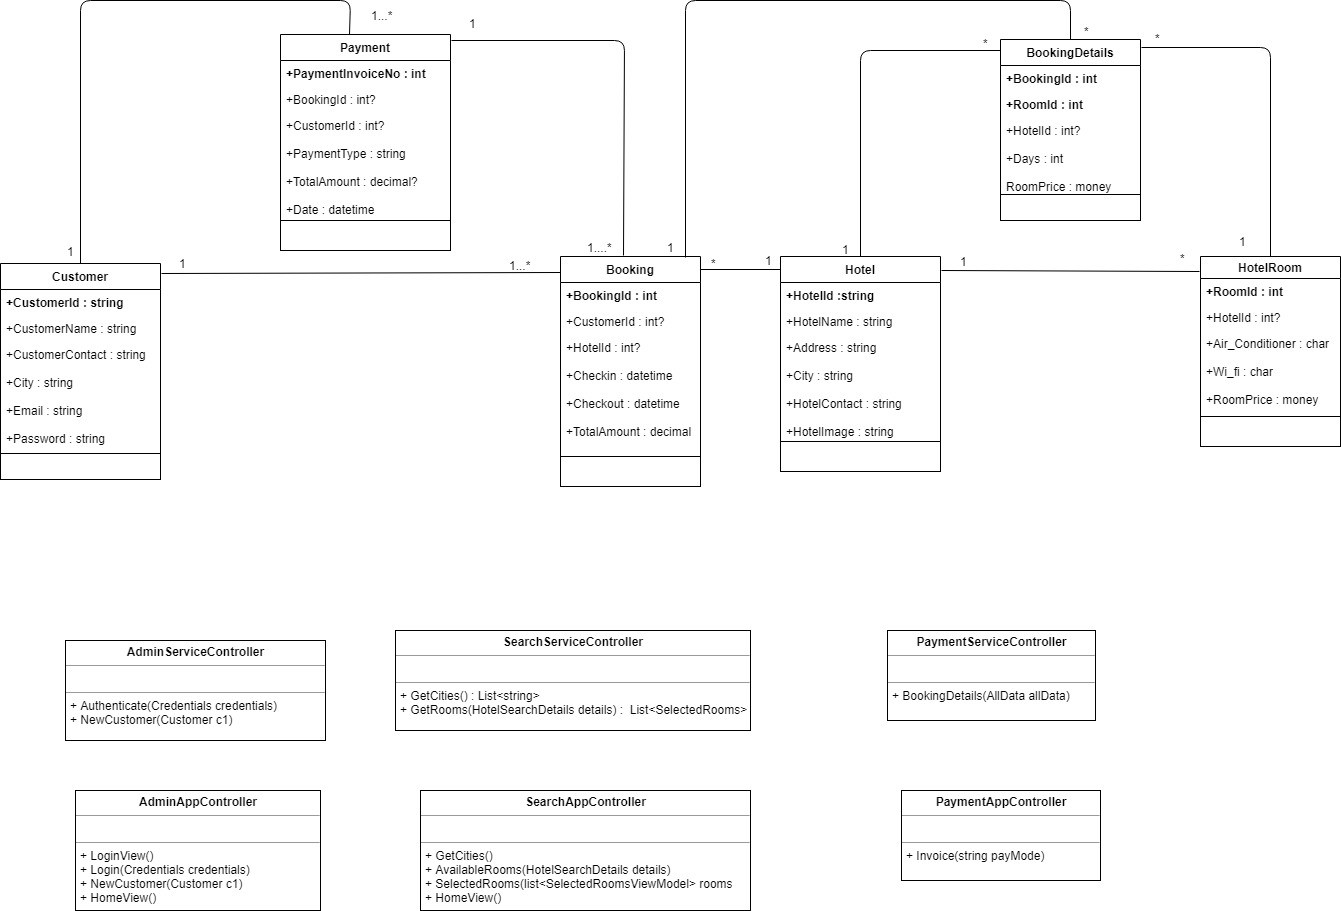 1...*
1
Payment
+PaymentInvoiceNo : int
+BookingId : int?
+CustomerId : int?
+PaymentType : string
+TotalAmount : decimal?
+Date : datetime
*
*
*
BookingDetails
+BookingId : int
+RoomId : int
+HotelId : int?
+Days : int
RoomPrice : money
1
1
1...*
1....*
1
*
1
1
1
*
1
Customer
+CustomerId : string
+CustomerName : string
+CustomerContact : string
+City : string
+Email : string
+Password : string
Booking
+BookingId : int
+CustomerId : int?
+HotelId : int?
+Checkin : datetime
+Checkout : datetime
+TotalAmount : decimal
Hotel
+HotelId :string
+HotelName : string
+Address : string
+City : string
+HotelContact : string
+HotelImage : string
HotelRoom
+RoomId : int
+HotelId : int?
+Air_Conditioner : char
+Wi_fi : char
+RoomPrice : money
AdminServiceController
+ Authenticate(Credentials credentials)
+ NewCustomer(Customer c1)
SearchServiceController
+ GetCities() : List<string>
+ GetRooms(HotelSearchDetails details) : List<SelectedRooms>
PaymentServiceController
+ BookingDetails(AllData allData)
AdminAppController
+ LoginView()
+ Login(Credentials credentials)
+ NewCustomer(Customer c1)
+ HomeView()
SearchAppController
+ GetCities()
+ AvailableRooms(HotelSearchDetails details)
+ SelectedRooms(list<SelectedRoomsViewModel> rooms
+ HomeView()
PaymentAppController
+ Invoice(string payMode)